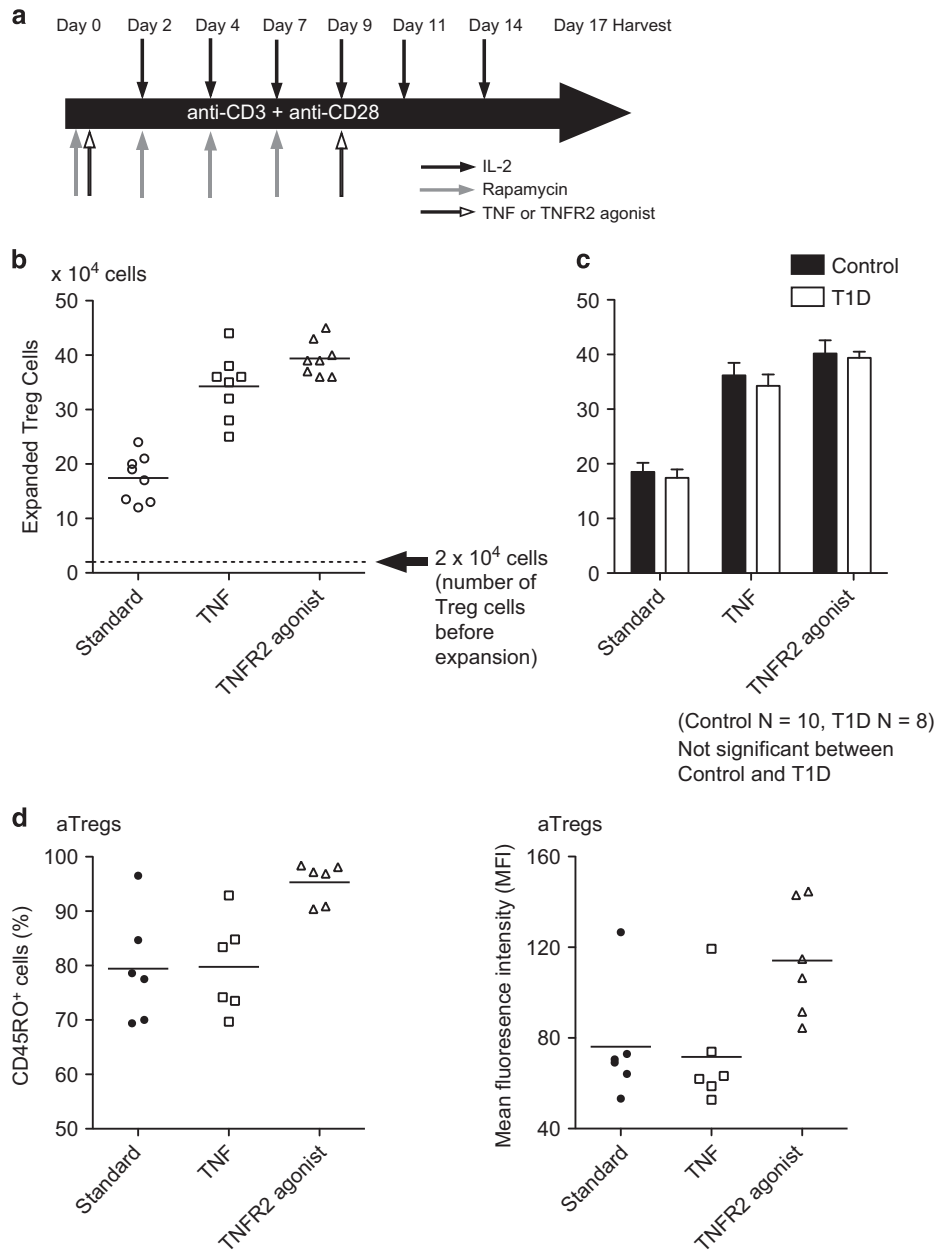 a
Day 0 Day 2 Day 4 Day 7 Day 9 Day 11 Day 14 Day 17 Harvest
anti-CD3 + anti-CD28
IL-2
Rapamycin
TNF or TNFR2 agonist
b
x 10⁴ cells
Expanded Treg Cells
50
40
30
20
10
0
Standard
TNF
TNFR2 agonist
2 x 10⁴ cells
(number of
Treg cells
before
expansion)
c
Control
T1D
50
40
30
20
10
0
Standard
TNF
TNFR2 agonist
(Control N = 10, T1D N = 8)
Not significant between
Control and T1D
d
aTregs
CD45RO⁺ cells (%)
100
90
80
70
60
50
Standard
TNF
TNFR2 agonist
aTregs
Mean fluoresence intensity (MFI)
160
120
80
40
Standard
TNF
TNFR2 agonist